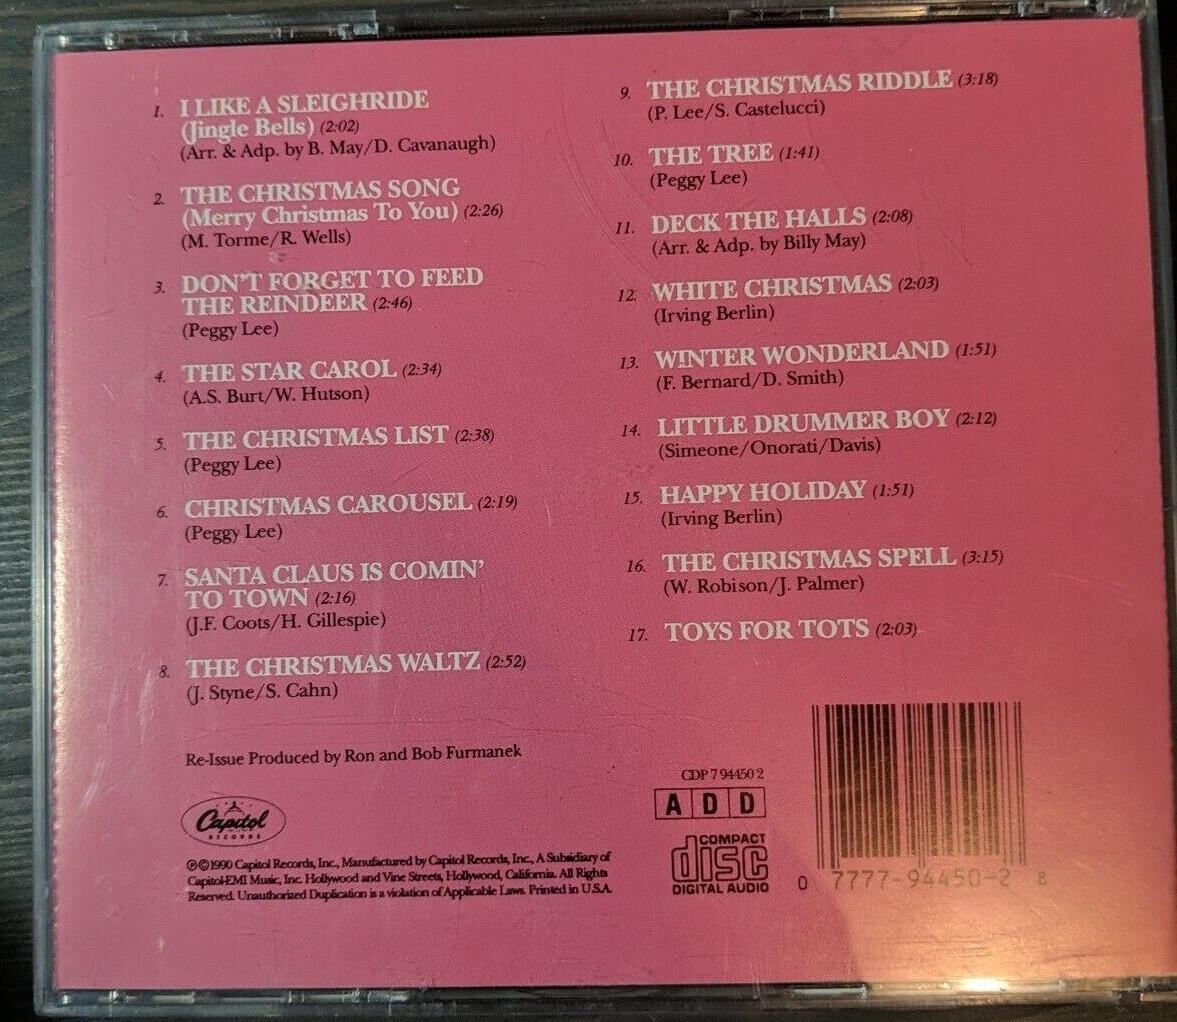 1. I LIKE A SLEIGHRIDE
(Jingle Bells) (2:02)
(Arr. & Adp. by B. May/D. Cavanaugh)
2. THE CHRISTMAS SONG
(Merry Christmas To You) (2:26)
(M. Torme/R. Wells)
3. DON'T FORGET TO FEED
THE REINDEER (2:46)
(Peggy Lee)
4. THE STAR CAROL (2:34)
(A.S. Burt/W. Hutson)
5. THE CHRISTMAS LIST (2:38)
(Peggy Lee)
6. CHRISTMAS CAROUSEL (2:19)
(Peggy Lee)
7. SANTA CLAUS IS COMIN'
TO TOWN (2:16)
(J.F. Coots/H. Gillespie)
8. THE CHRISTMAS WALTZ (2:52)
(J. Styne/S. Cahn)
9. THE CHRISTMAS RIDDLE (3:18)
(P. Lee/S. Castelucci)
10. THE TREE (1:41)
(Peggy Lee)
11. DECK THE HALLS (2:08)
(Arr. & Adp. by Billy May)
12. WHITE CHRISTMAS (2:03)
(Irving Berlin)
13. WINTER WONDERLAND (1:51)
(F. Bernard/D. Smith)
14. LITTLE DRUMMER BOY (2:12)
(Simeone/Onorati/Davis)
15. HAPPY HOLIDAY (1:51)
(Irving Berlin)
16. THE CHRISTMAS SPELL (3:15)
(W. Robison/J. Palmer)
17. TOYS FOR TOTS (2:03)
Re-Issue Produced by Ron and Bob Furmanek
Capitol
RECORDS
℗©1990 Capitol Records, Inc., Manufactured by Capitol Records, Inc., A Subsidiary of
Capitol-EMI Music, Inc. Hollywood and Vine Streets, Hollywood, California. All Rights
Reserved. Unauthorized Duplication is a violation of Applicable Laws. Printed in U.S.A.
CDP 7 94450 2
A D D
COMPACT
disc
DIGITAL AUDIO
0 7777-94450-2 8